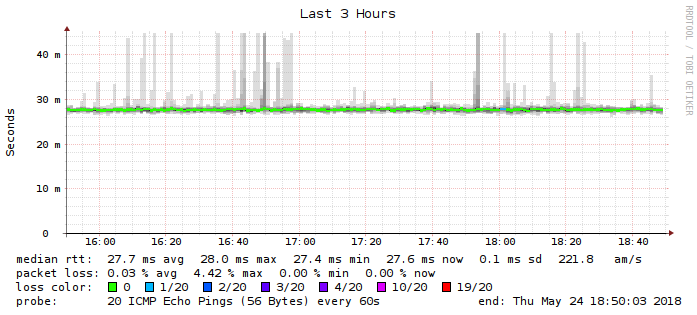 Last 3 Hours
RRDTOOL / TOBI OETIKER
Seconds
40 m
30 m
20 m
10 m
0
16:00 16:20 16:40 17:00 17:20 17:40 18:00 18:20 18:40
median rtt: 27.7 ms avg 28.0 ms max 27.4 ms min 27.6 ms now 0.1 ms sd 221.8 am/s
packet loss: 0.03 % avg 4.42 % max 0.00 % min 0.00 % now
loss color: 0 1/20 2/20 3/20 4/20 10/20 19/20
probe: 20 ICMP Echo Pings (56 Bytes) every 60s end: Thu May 24 18:50:03 2018